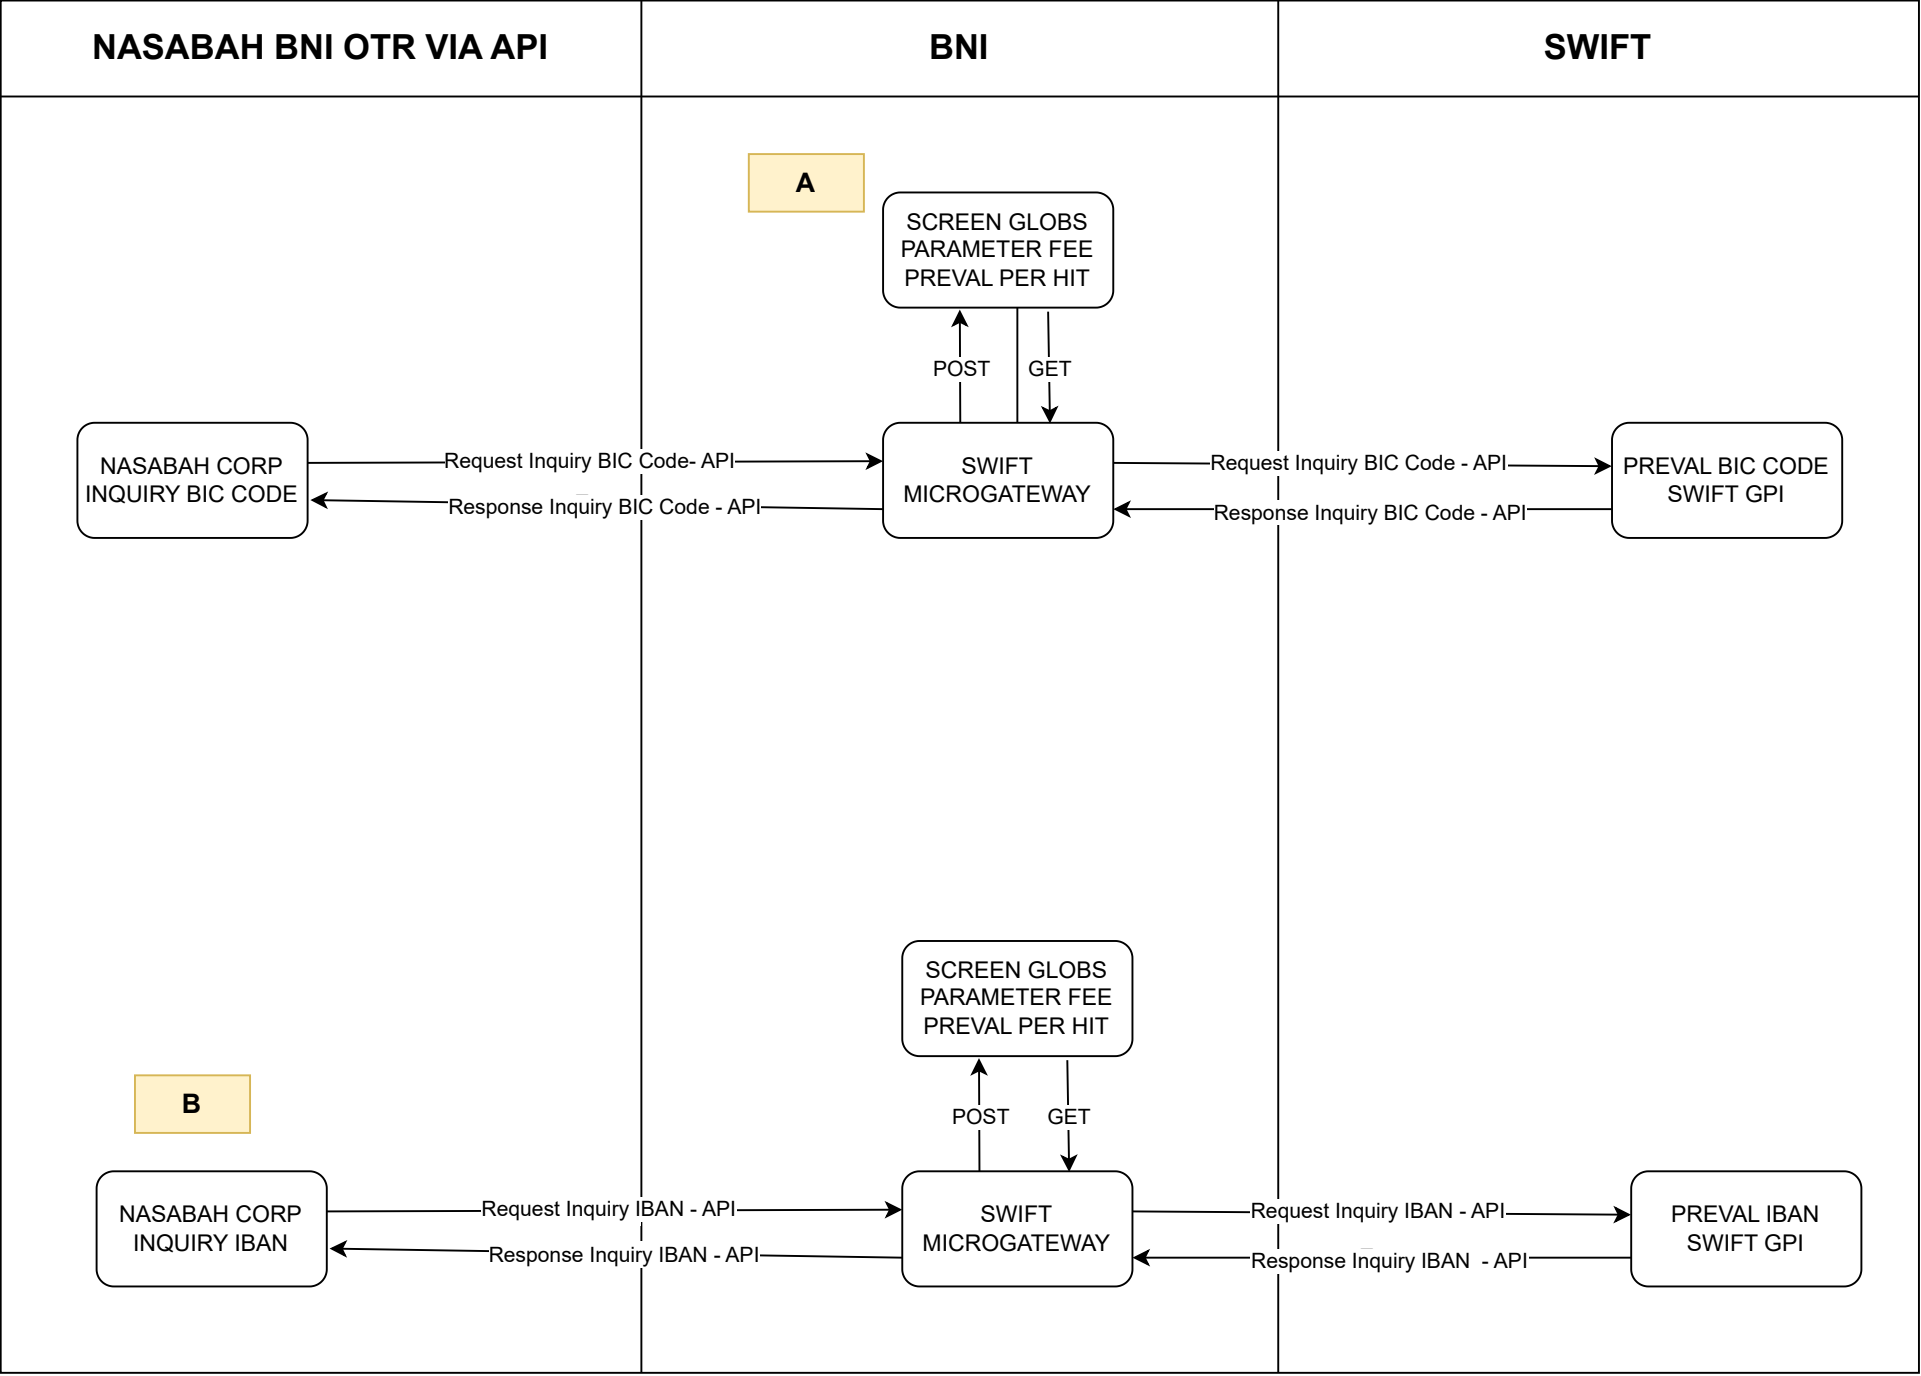 NASABAH BNI OTR VIA API
BNI
SWIFT
A
SCREEN GLOBS
PARAMETER FEE
PREVAL PER HIT
POST
GET
NASABAH CORP
INQUIRY BIC CODE
Request Inquiry BIC Code- API
Response Inquiry BIC Code - API
SWIFT
MICROGATEWAY
Request Inquiry BIC Code - API
Response Inquiry BIC Code - API
PREVAL BIC CODE
SWIFT GPI
SCREEN GLOBS
PARAMETER FEE
PREVAL PER HIT
POST
GET
B
NASABAH CORP
INQUIRY IBAN
Request Inquiry IBAN - API
Response Inquiry IBAN - API
SWIFT
MICROGATEWAY
Request Inquiry IBAN - API
Response Inquiry IBAN - API
PREVAL IBAN
SWIFT GPI